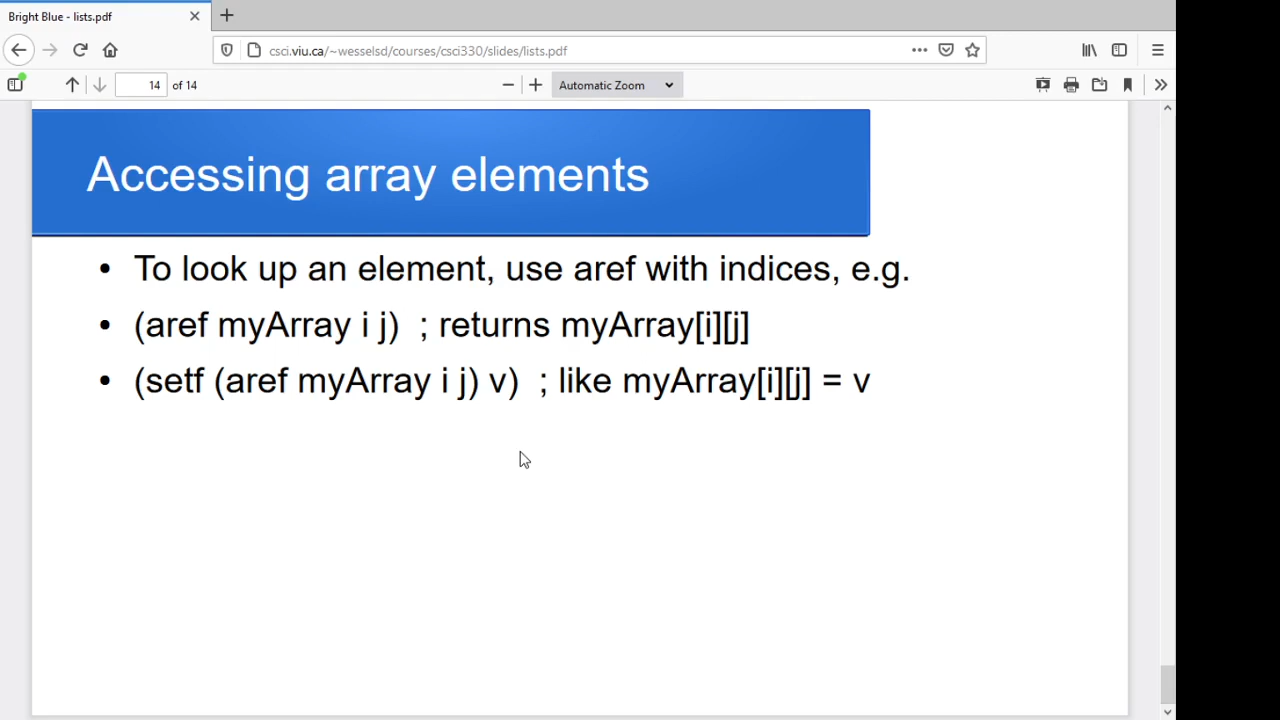 Bright Blue - lists.pdf
csci.viu.ca/~wesselsd/courses/csci330/slides/lists.pdf
14 of 14
Automatic Zoom
Accessing array elements
• To look up an element, use aref with indices, e.g.
• (aref myArray i j) ; returns myArray[i][j]
• (setf (aref myArray i j) v) ; like myArray[i][j] = v